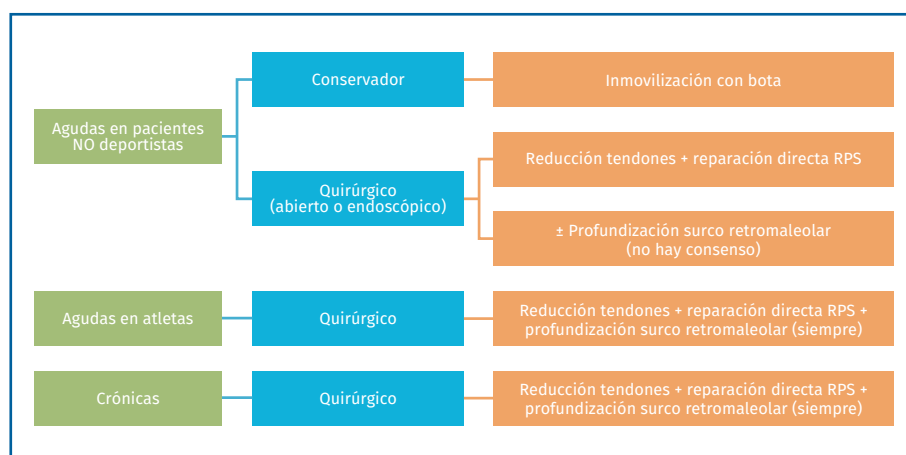 Conservador
Inmovilización con bota
Agudas en pacientes
NO deportistas
Reducción tendones + reparación directa RPS
Quirúrgico
(abierto o endoscópico)
± Profundización surco retromaleolar
(no hay consenso)
Agudas en atletas
Quirúrgico
Reducción tendones + reparación directa RPS +
profundización surco retromaleolar (siempre)
Crónicas
Quirúrgico
Reducción tendones + reparación directa RPS +
profundización surco retromaleolar (siempre)